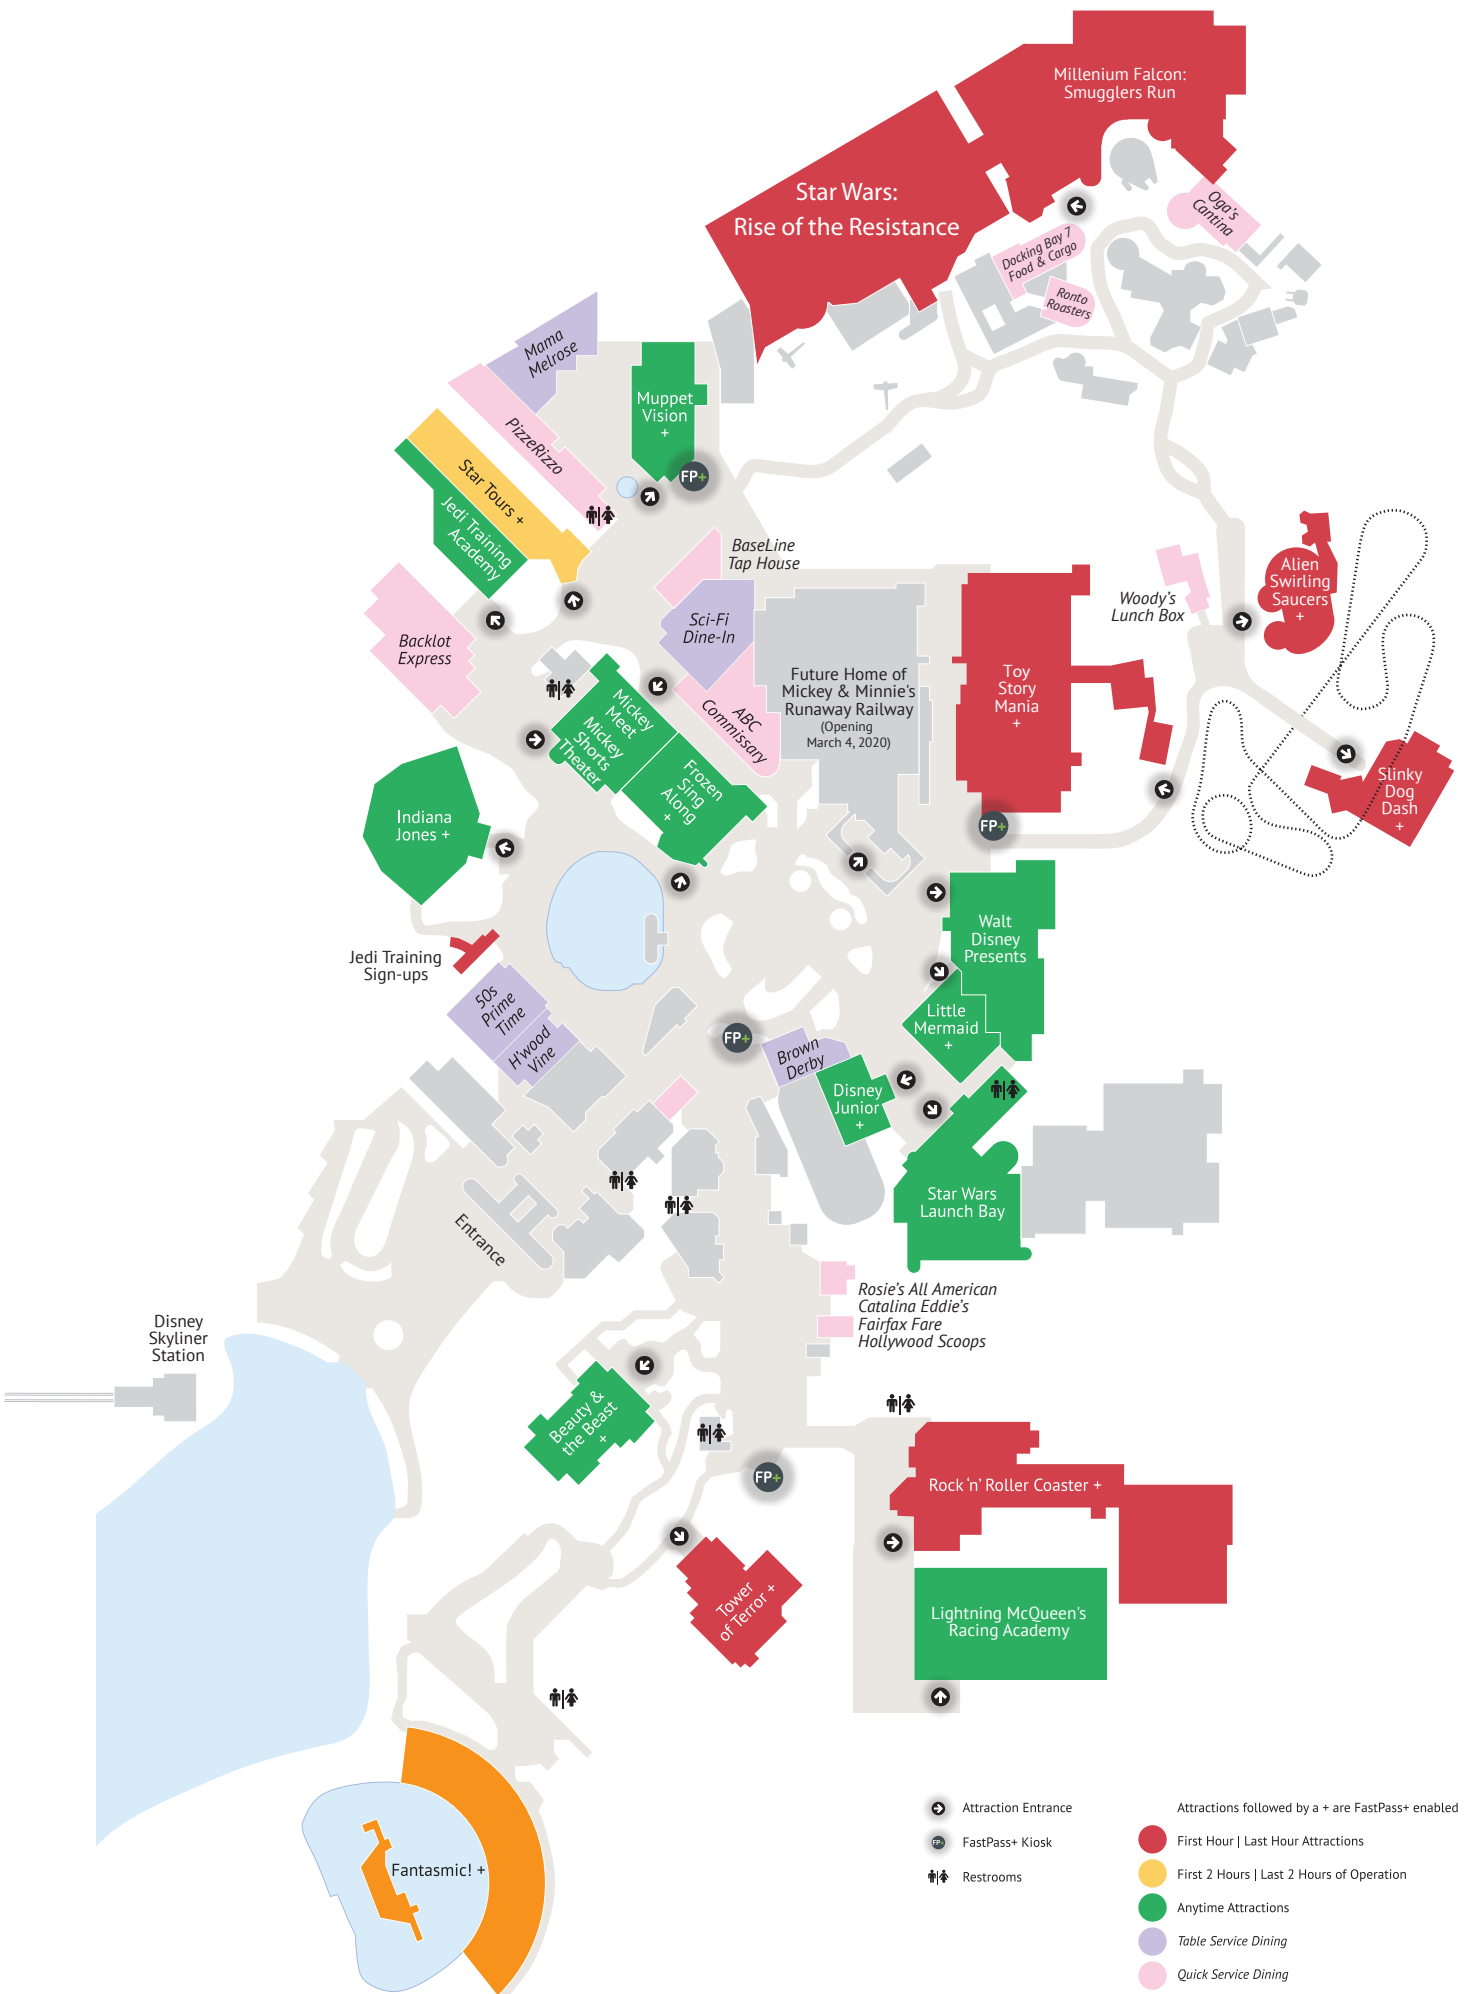 Millenium Falcon:
Smugglers Run
Star Wars:
Rise of the Resistance
Oga's
Cantina
Docking Bay 7
Food & Cargo
Ronto
Roasters
Mama
Melrose
PizzeRizzo
Muppet
Vision
+
FP+
Star Tours +
Jedi Training
Academy
BaseLine
Tap House
Sci-Fi
Dine-In
Backlot
Express
Woody's
Lunch Box
Alien
Swirling
Saucers
+
Toy
Story
Mania
+
Future Home of
Mickey & Minnie's
Runaway Railway
(Opening
March 4, 2020)
ABC
Commissary
Mickey
Meet
Mickey
Shorts
Theater
Frozen
Sing
Along
+
Slinky
Dog
Dash
+
Indiana
Jones +
FP+
Walt
Disney
Presents
Jedi Training
Sign-ups
50s
Prime
Time
H'wood
Vine
Little
Mermaid
+
FP+
Brown
Derby
Disney
Junior
+
Star Wars
Launch Bay
Entrance
Rosie's All American
Catalina Eddie's
Fairfax Fare
Hollywood Scoops
Disney
Skyliner
Station
Beauty &
the Beast
+
FP+
Rock 'n' Roller Coaster +
Tower
of Terror +
Lightning McQueen's
Racing Academy
Fantasmic! +
Attraction Entrance
FP+
FastPass+ Kiosk
Restrooms
Attractions followed by a + are FastPass+ enabled
First Hour | Last Hour Attractions
First 2 Hours | Last 2 Hours of Operation
Anytime Attractions
Table Service Dining
Quick Service Dining